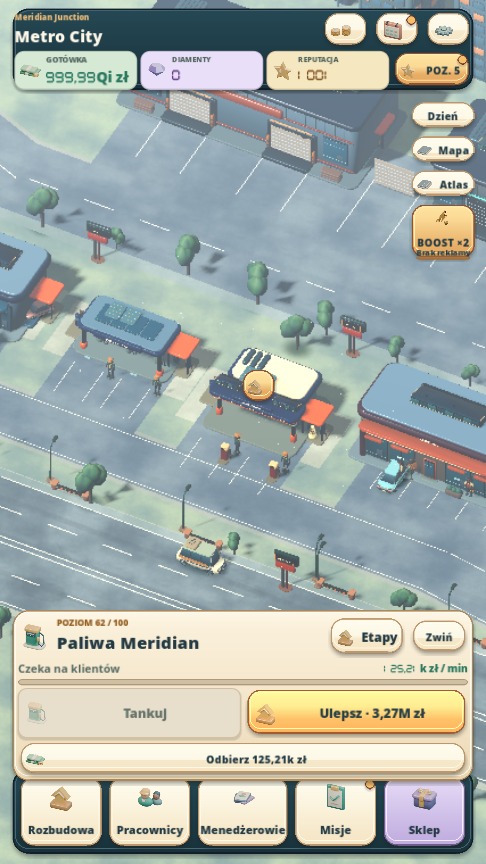 Meridian Junction
Metro City
GOTÓWKA
999,99Qi zł
DIAMENTY
0
REPUTACJA
POZ. 5
Dzień
Mapa
Atlas
BOOST ×2
Brak reklamy
POZIOM 62 / 100
Paliwa Meridian
Etapy
Zwiń
Czeka na klientów
k zł / min
Tankuj
Ulepsz · 3,27M zł
Odbierz 125,21k zł
Rozbudowa
Pracownicy
Menedżerowie
Misje
Sklep